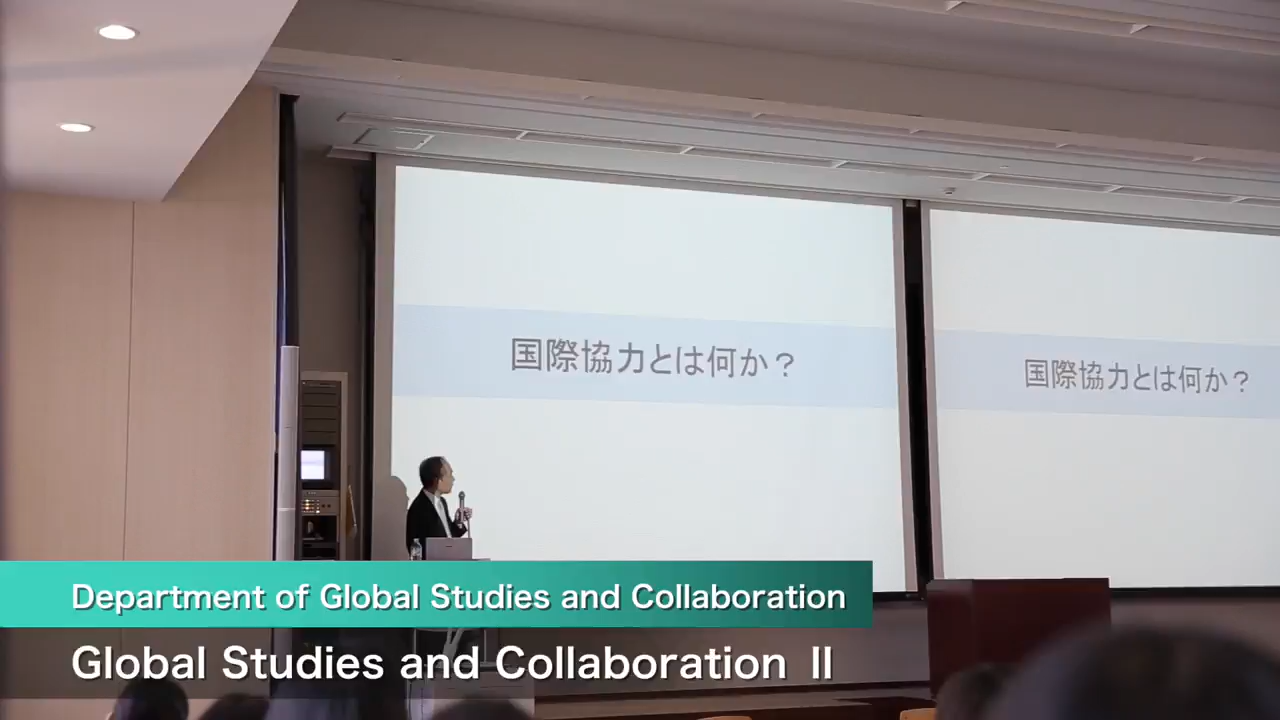 国際協力とは何か？
国際協力とは何か？
Department of Global Studies and Collaboration
Global Studies and Collaboration Ⅱ